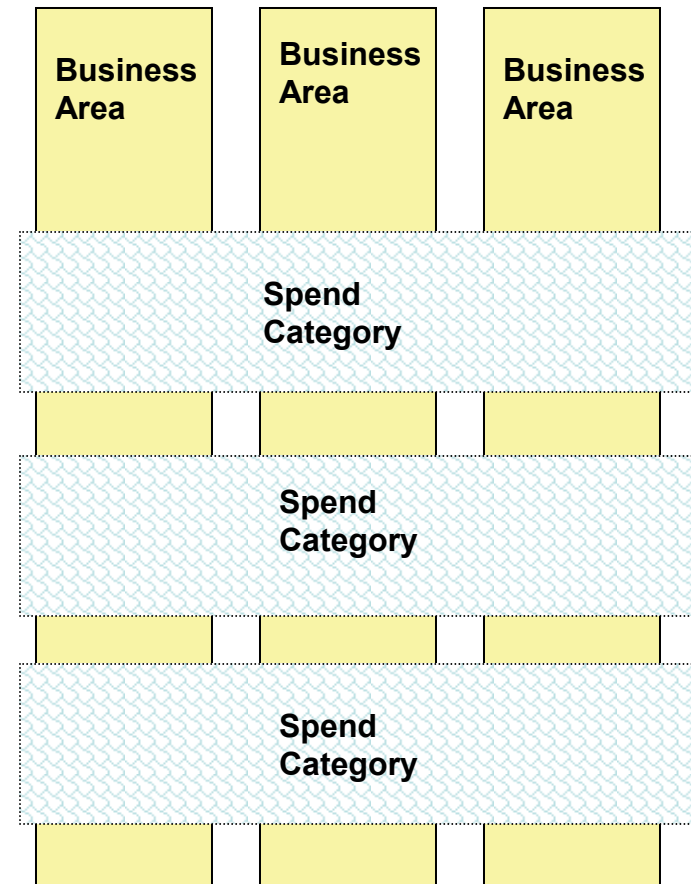 Business
Area
Business
Area
Business
Area
Spend
Category
Spend
Category
Spend
Category